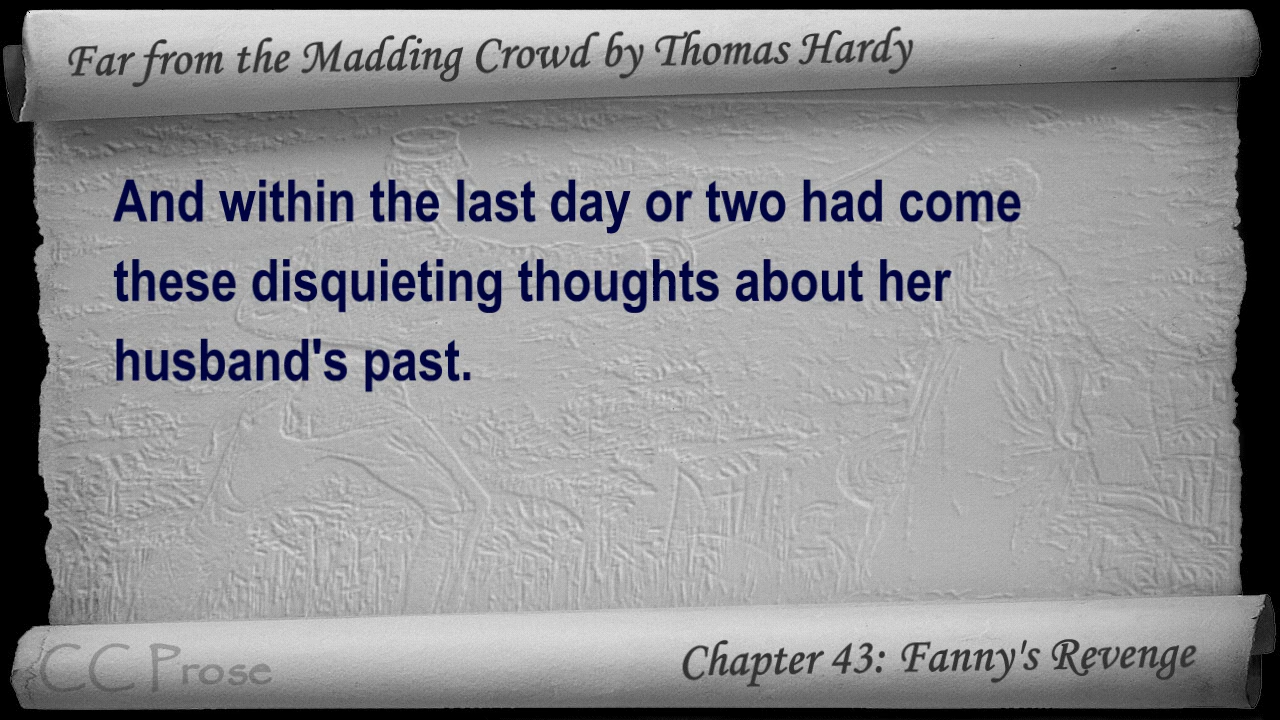 Far from the Madding Crowd by Thomas Hardy
And within the last day or two had come
these disquieting thoughts about her
husband's past.
CC Prose
Chapter 43: Fanny's Revenge